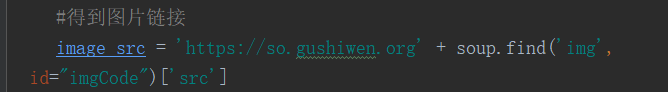 #得到图片链接
image_src = 'https://so.gushiwen.org' + soup.find('img',
id="imgCode")['src']